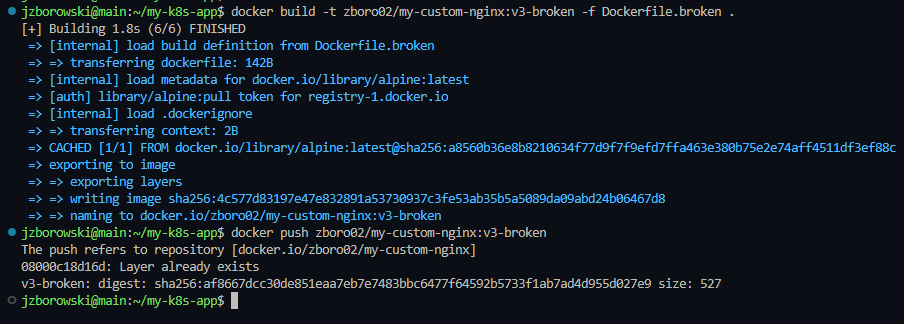 jzborowski@main:~/my-k8s-app$ docker build -t zboro02/my-custom-nginx:v3-broken -f Dockerfile.broken .
[+] Building 1.8s (6/6) FINISHED
=> [internal] load build definition from Dockerfile.broken
=> => transferring dockerfile: 142B
=> [internal] load metadata for docker.io/library/alpine:latest
=> [auth] library/alpine:pull token for registry-1.docker.io
=> [internal] load .dockerignore
=> => transferring context: 2B
=> CACHED [1/1] FROM docker.io/library/alpine:latest@sha256:a8560b36e8b8210634f77d9f7f9efd7ffa463e380b75e2e74aff4511df3ef88c
=> exporting to image
=> => exporting layers
=> => writing image sha256:4c577d83197e47e832891a53730937c3fe53ab35b5a5089da09abd24b06467d8
=> => naming to docker.io/zboro02/my-custom-nginx:v3-broken
jzborowski@main:~/my-k8s-app$ docker push zboro02/my-custom-nginx:v3-broken
The push refers to repository [docker.io/zboro02/my-custom-nginx]
08000c18d16d: Layer already exists
v3-broken: digest: sha256:af8667dcc30de851eaa7eb7e7483bbc6477f64592b5733f1ab7ad4d955d027e9 size: 527
jzborowski@main:~/my-k8s-app$